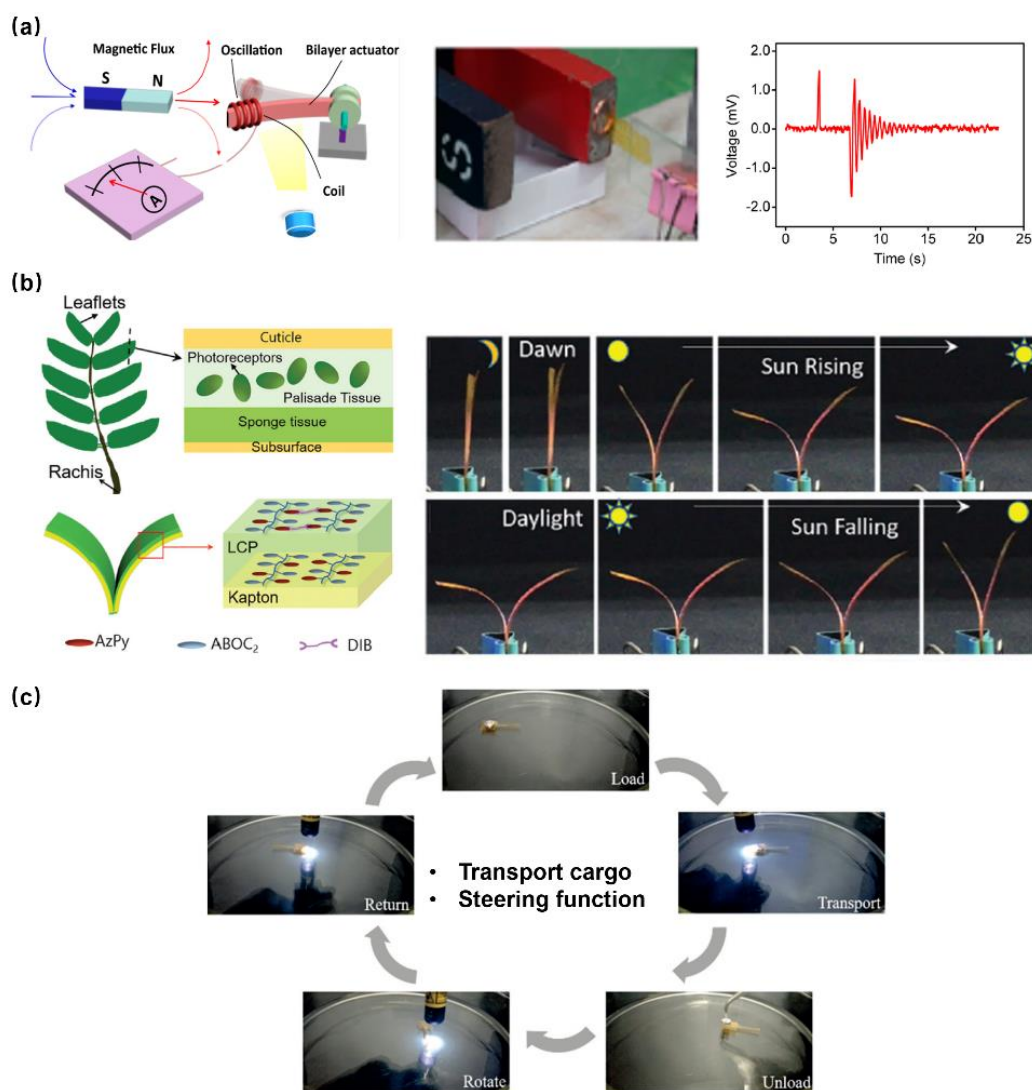 (a)
Magnetic Flux
Oscillation
Bilayer actuator
S
N
Coil
A
S
Voltage (mV)
2.0
1.0
0.0
-1.0
-2.0
0
5
10
15
20
25
Time (s)
(b)
Leaflets
Rachis
Cuticle
Photoreceptors
Palisade Tissue
Sponge tissue
Subsurface
LCP
Kapton
AzPy
ABOC₂
DIB
Dawn
Sun Rising
Daylight
Sun Falling
(c)
Load
Return
• Transport cargo
• Steering function
Transport
Rotate
Unload